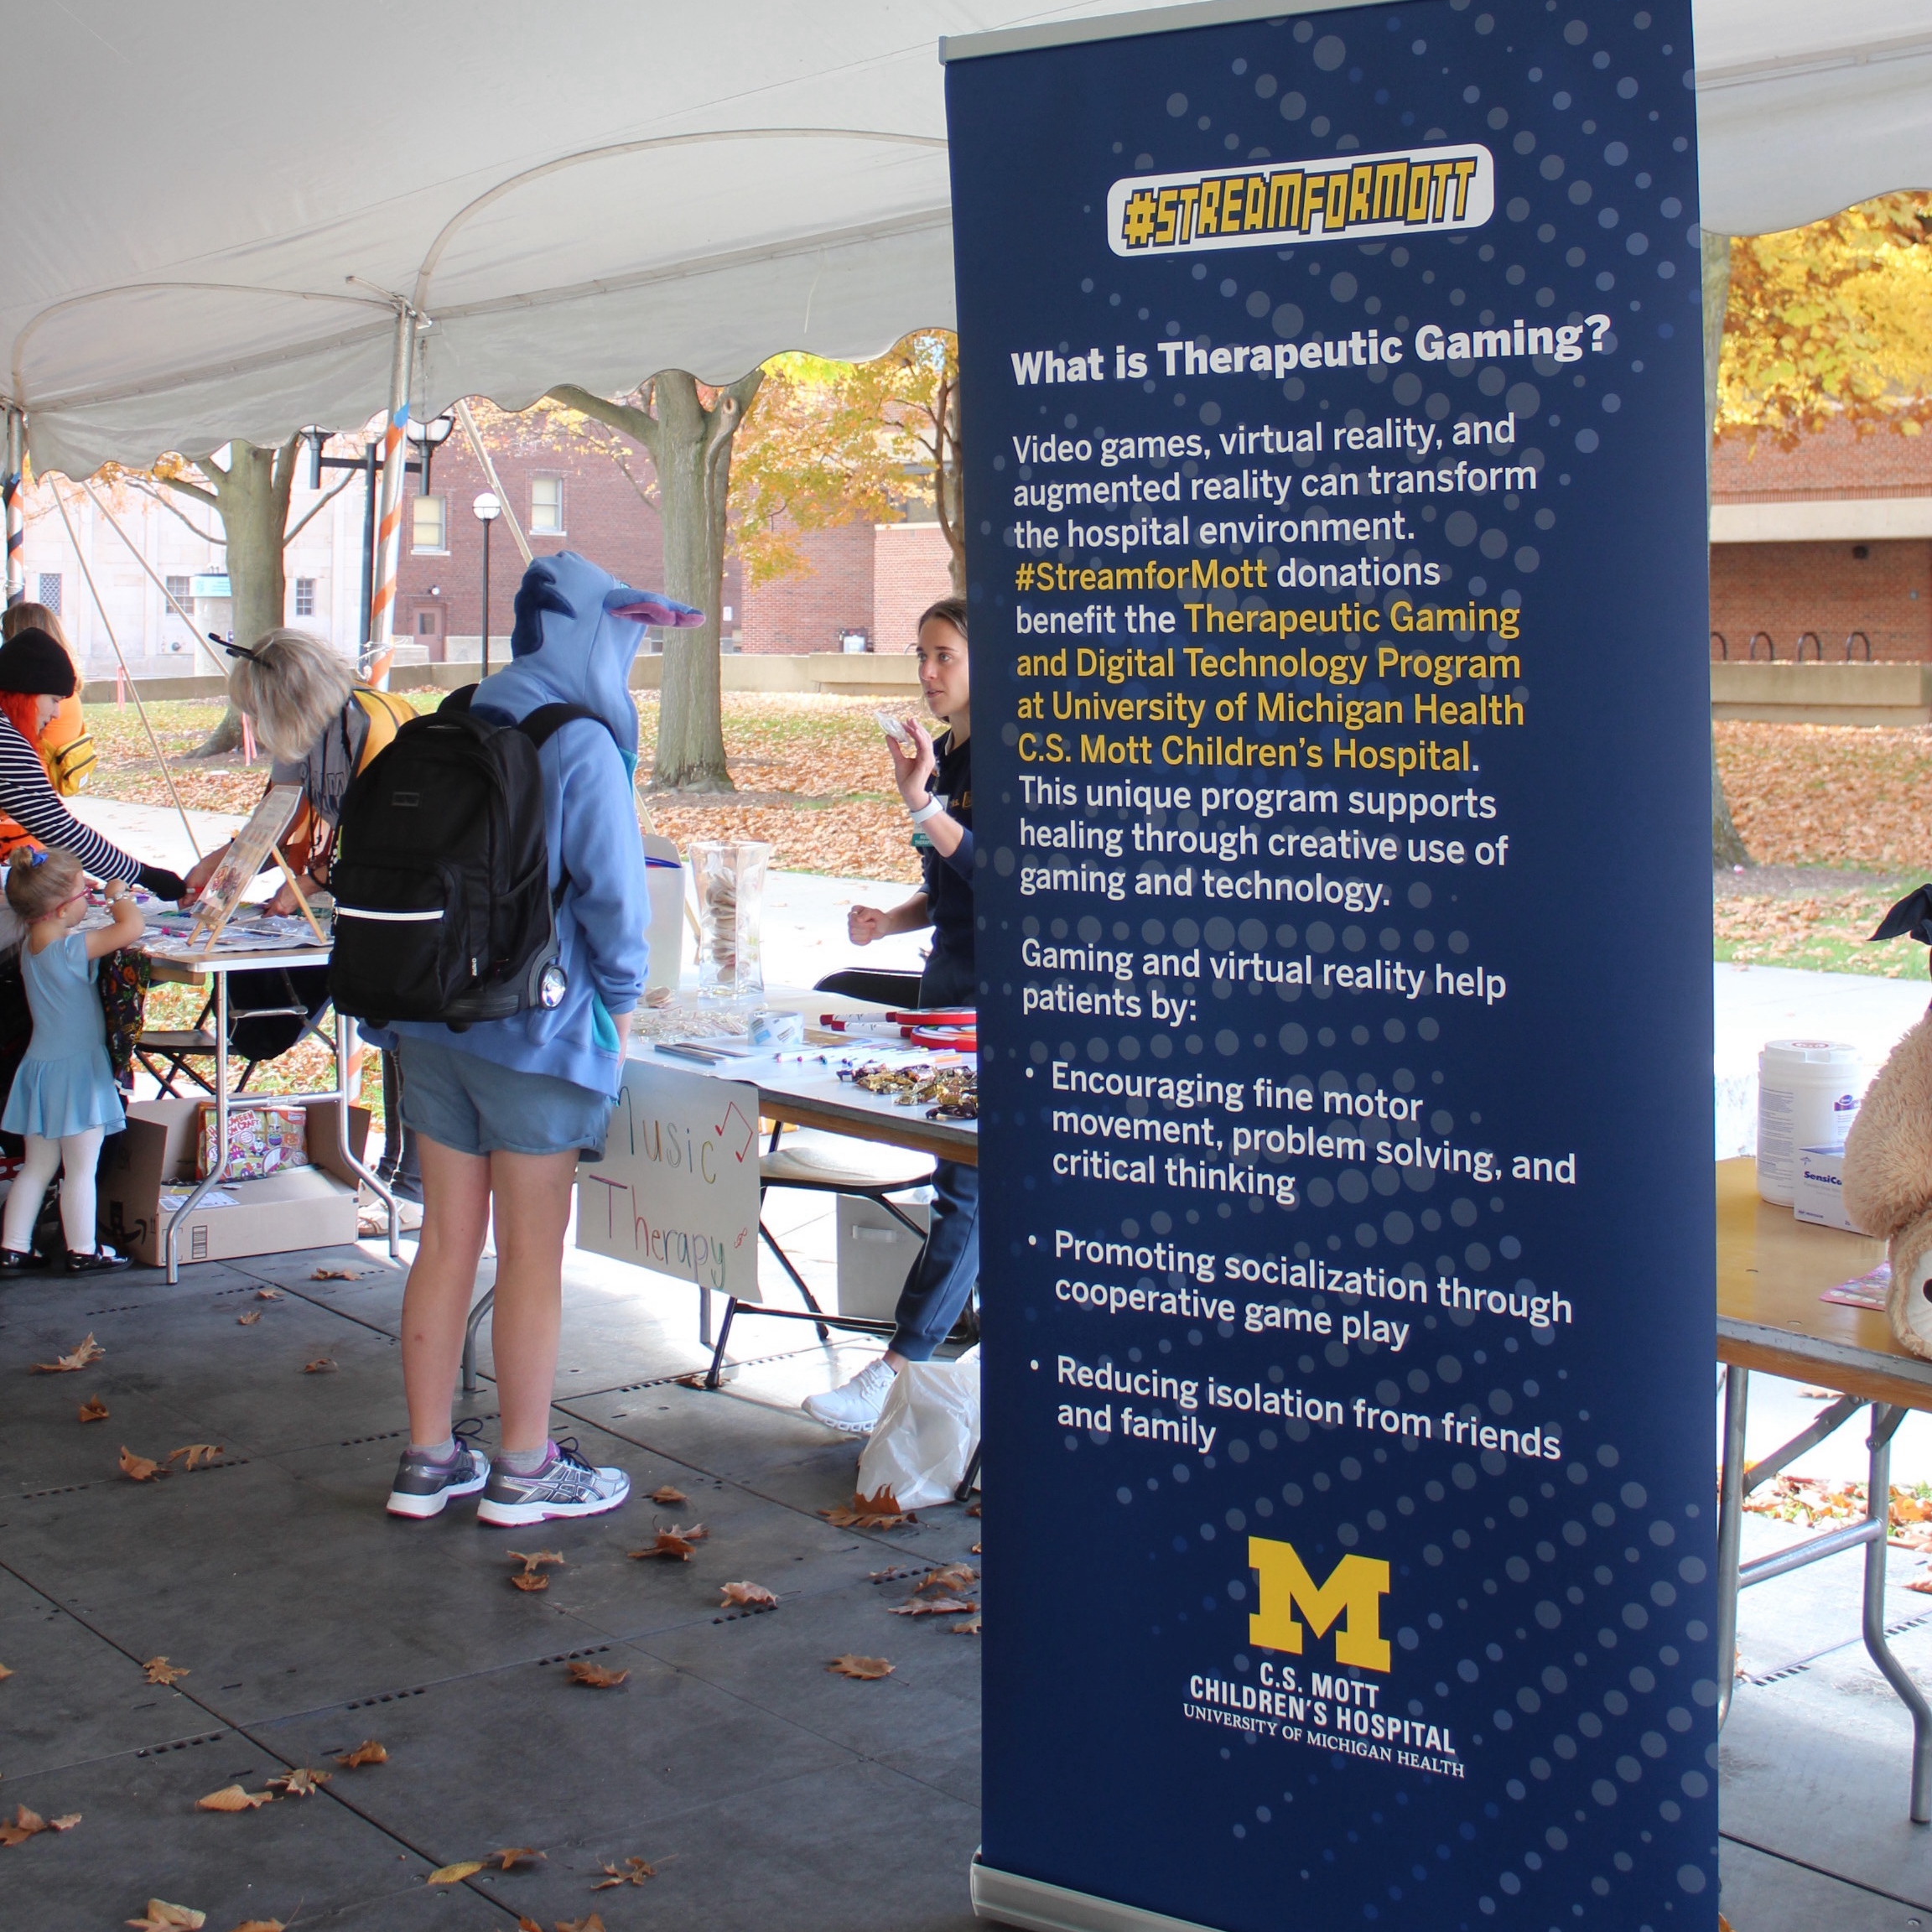 #STREAMFORMOTT
What is Therapeutic Gaming?
Video games, virtual reality, and
augmented reality can transform
the hospital environment.
#StreamforMott donations
benefit the Therapeutic Gaming
and Digital Technology Program
at University of Michigan Health
C.S. Mott Children's Hospital.
This unique program supports
healing through creative use of
gaming and technology.
Gaming and virtual reality help
patients by:
• Encouraging fine motor
movement, problem solving, and
critical thinking
• Promoting socialization through
cooperative game play
• Reducing isolation from friends
and family
M
C.S. MOTT
CHILDREN'S HOSPITAL
UNIVERSITY OF MICHIGAN HEALTH
Music
Therapy